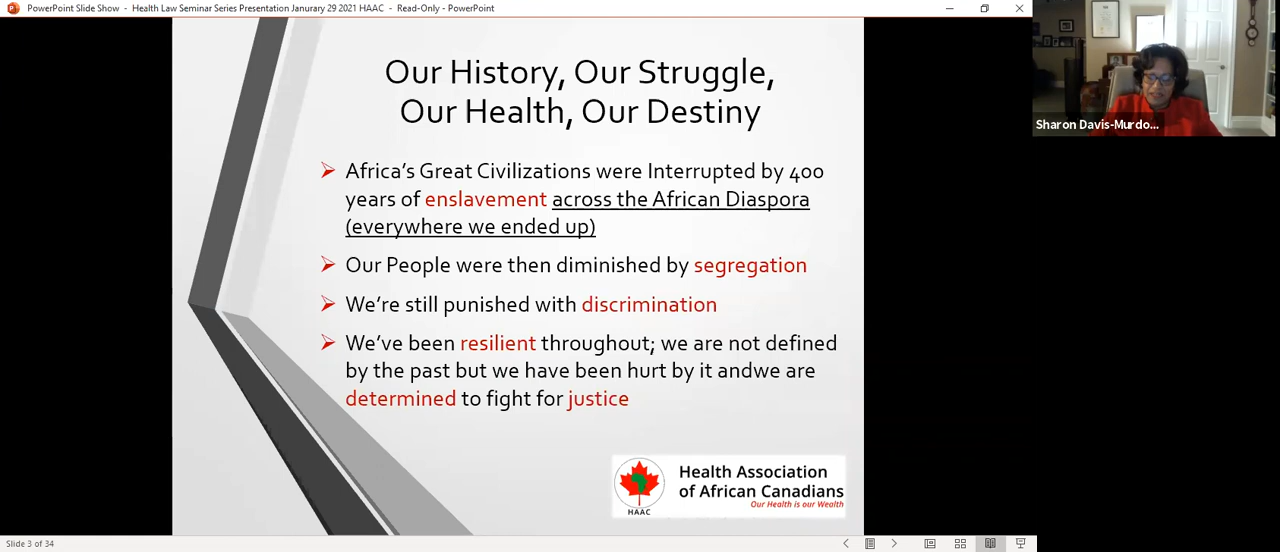 PowerPoint Slide Show - Health Law Seminar Series Presentation Janurary 29 2021 HAAC - Read-Only - PowerPoint
Our History, Our Struggle,
Our Health, Our Destiny
Africa's Great Civilizations were Interrupted by 400
years of enslavement across the African Diaspora
(everywhere we ended up)
Our People were then diminished by segregation
We're still punished with discrimination
We've been resilient throughout; we are not defined
by the past but we have been hurt by it andwe are
determined to fight for justice
Health Association
of African Canadians
Our Health is our Wealth
HAAC
Slide 3 of 34
Sharon Davis-Murdo...